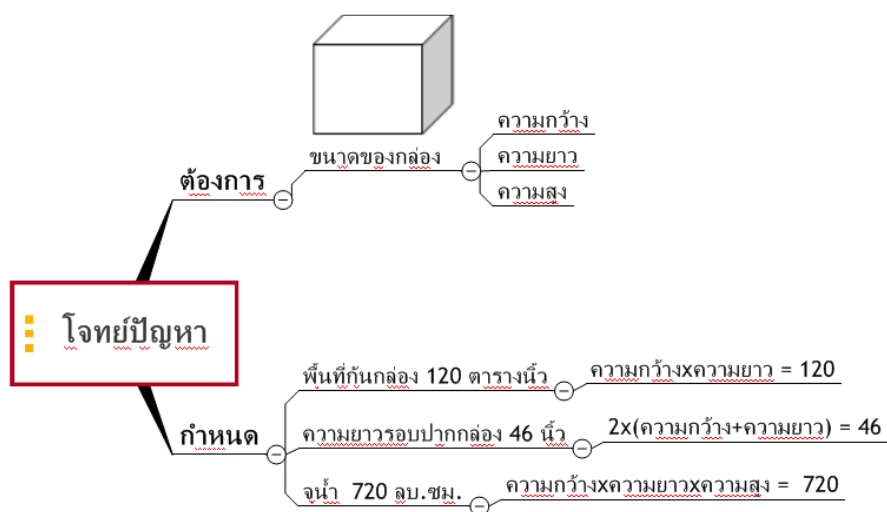 ความกว้าง
ขนาดของกล่อง
ความยาว
ต้องการ
ความสูง
โจทย์ปัญหา
พื้นที่ก้นกล่อง 120 ตารางนิ้ว
ความกว้างxความยาว = 120
กำหนด
ความยาวรอบปากกล่อง 46 นิ้ว
2x(ความกว้าง+ความยาว) = 46
จุน้ำ 720 ลบ.ซม.
ความกว้างxความยาวxความสูง = 720